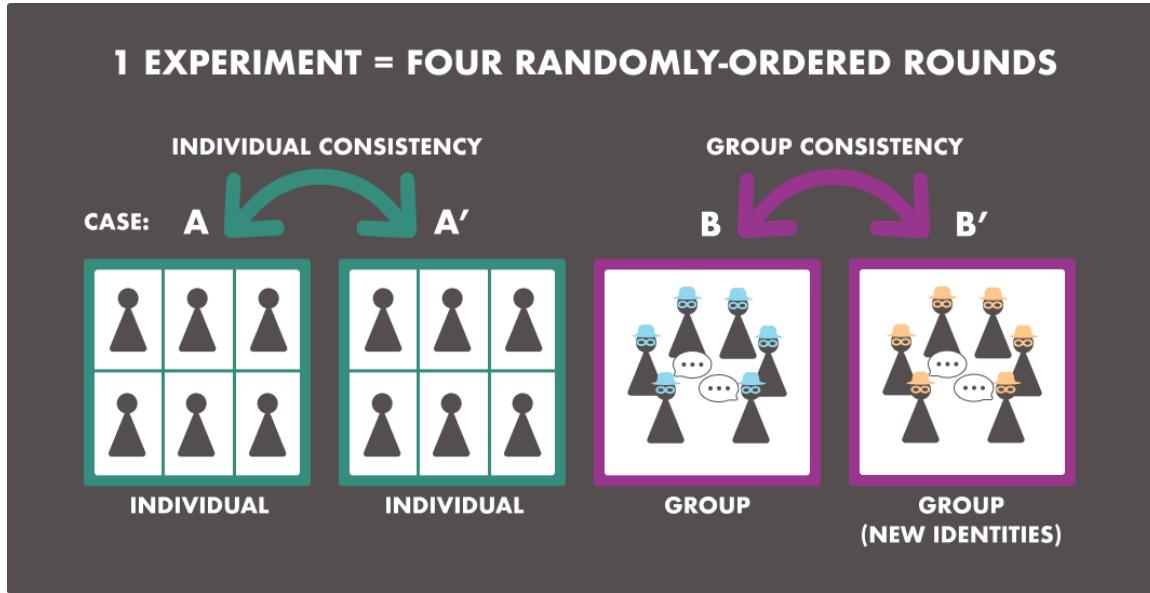 1 EXPERIMENT = FOUR RANDOMLY-ORDERED ROUNDS
INDIVIDUAL CONSISTENCY
GROUP CONSISTENCY
CASE: A A′ B B′
INDIVIDUAL
INDIVIDUAL
GROUP
GROUP
(NEW IDENTITIES)